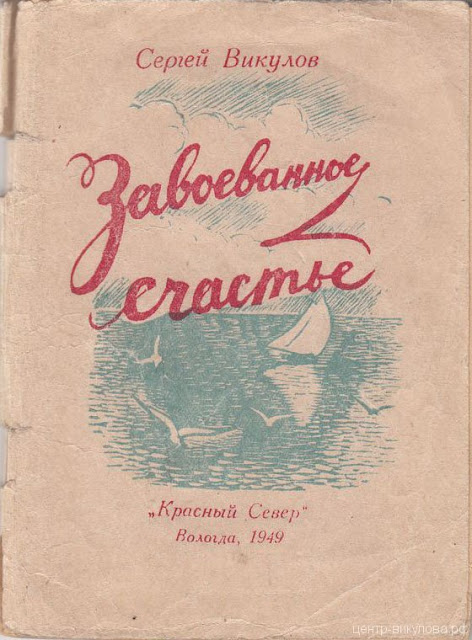 Сергей Викулов
Завоеванное
счастье
„Красный Север"
Вологда, 1949
центр-викулова.рф